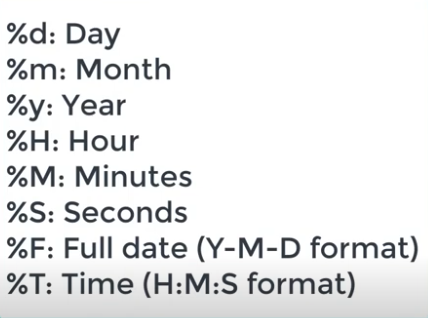 %d: Day
%m: Month
%y: Year
%H: Hour
%M: Minutes
%S: Seconds
%F: Full date (Y-M-D format)
%T: Time (H:M:S format)